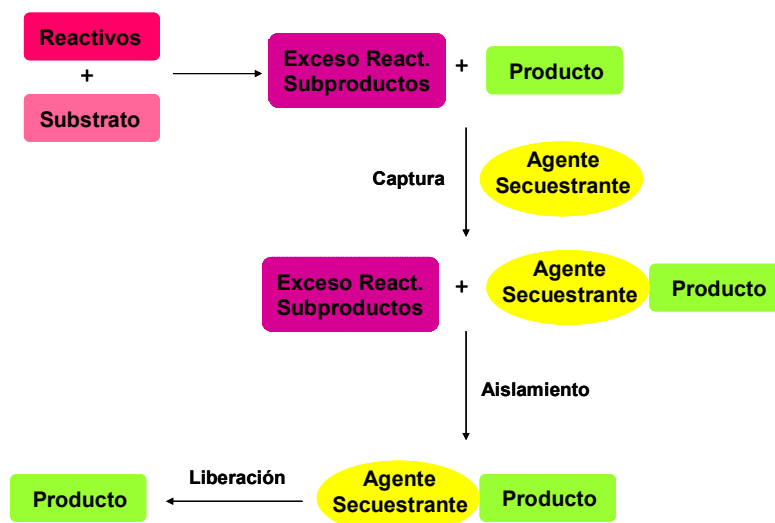 Reactivos
+
Substrato
Exceso React.
Subproductos
+
Producto
Captura
Agente
Secuestrante
Exceso React.
Subproductos
+
Agente
Secuestrante
Producto
Aislamiento
Producto
Liberación
Agente
Secuestrante
Producto